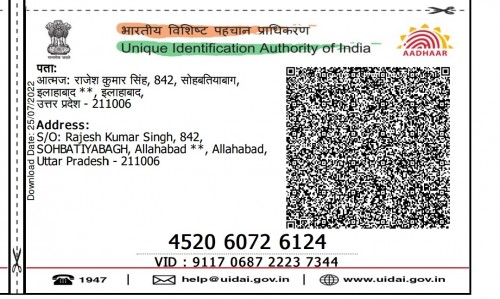 भारतीय विशिष्ट पहचान प्राधिकरण
Unique Identification Authority of India
AADHAAR
पता:
आत्मज: राजेश कुमार सिंह, 842, सोहबतियाबाग,
इलाहाबाद **, इलाहाबाद,
उत्तर प्रदेश - 211006
Address:
S/O: Rajesh Kumar Singh, 842,
SOHBATIYABAGH, Allahabad **, Allahabad,
Uttar Pradesh - 211006
Download Date: 25/07/2022
4520 6072 6124
VID : 9117 0687 2223 7344
1947 | help@uidai.gov.in | www.uidai.gov.in